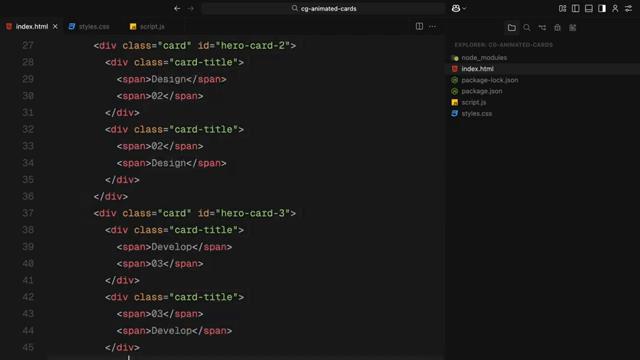 cg-animated-cards
index.html
styles.css
script.js
27 <div class="card" id="hero-card-2">
28 <div class="card-title">
29 <span>Design</span>
30 <span>02</span>
31 </div>
32 <div class="card-title">
33 <span>02</span>
34 <span>Design</span>
35 </div>
36 </div>
37 <div class="card" id="hero-card-3">
38 <div class="card-title">
39 <span>Develop</span>
40 <span>03</span>
41 </div>
42 <div class="card-title">
43 <span>03</span>
44 <span>Develop</span>
45 </div>
EXPLORER: CG-ANIMATED-CARDS
node_modules
index.html
package-lock.json
package.json
script.js
styles.css